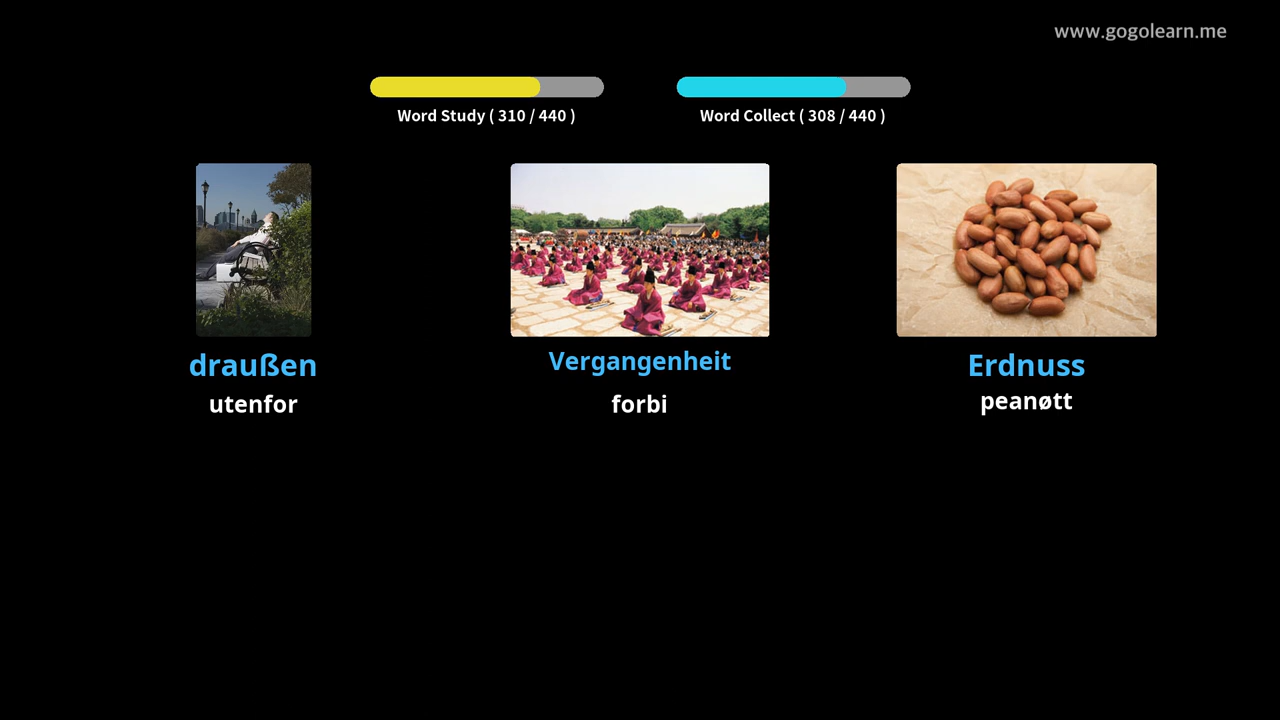 www.gogolearn.me
Word Study ( 310 / 440 )
Word Collect ( 308 / 440 )
draußen
utenfor
Vergangenheit
forbi
Erdnuss
peanøtt